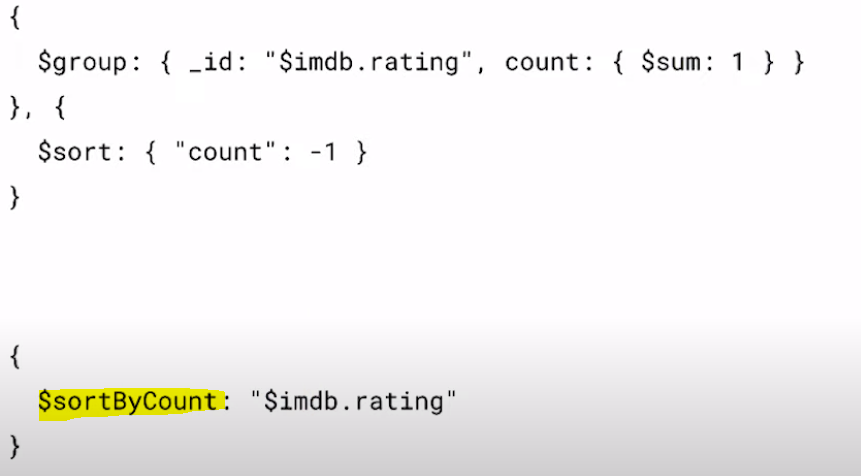 {
  $group: { _id: "$imdb.rating", count: { $sum: 1 } }
}, {
  $sort: { "count": -1 }
}
{
  $sortByCount: "$imdb.rating"
}